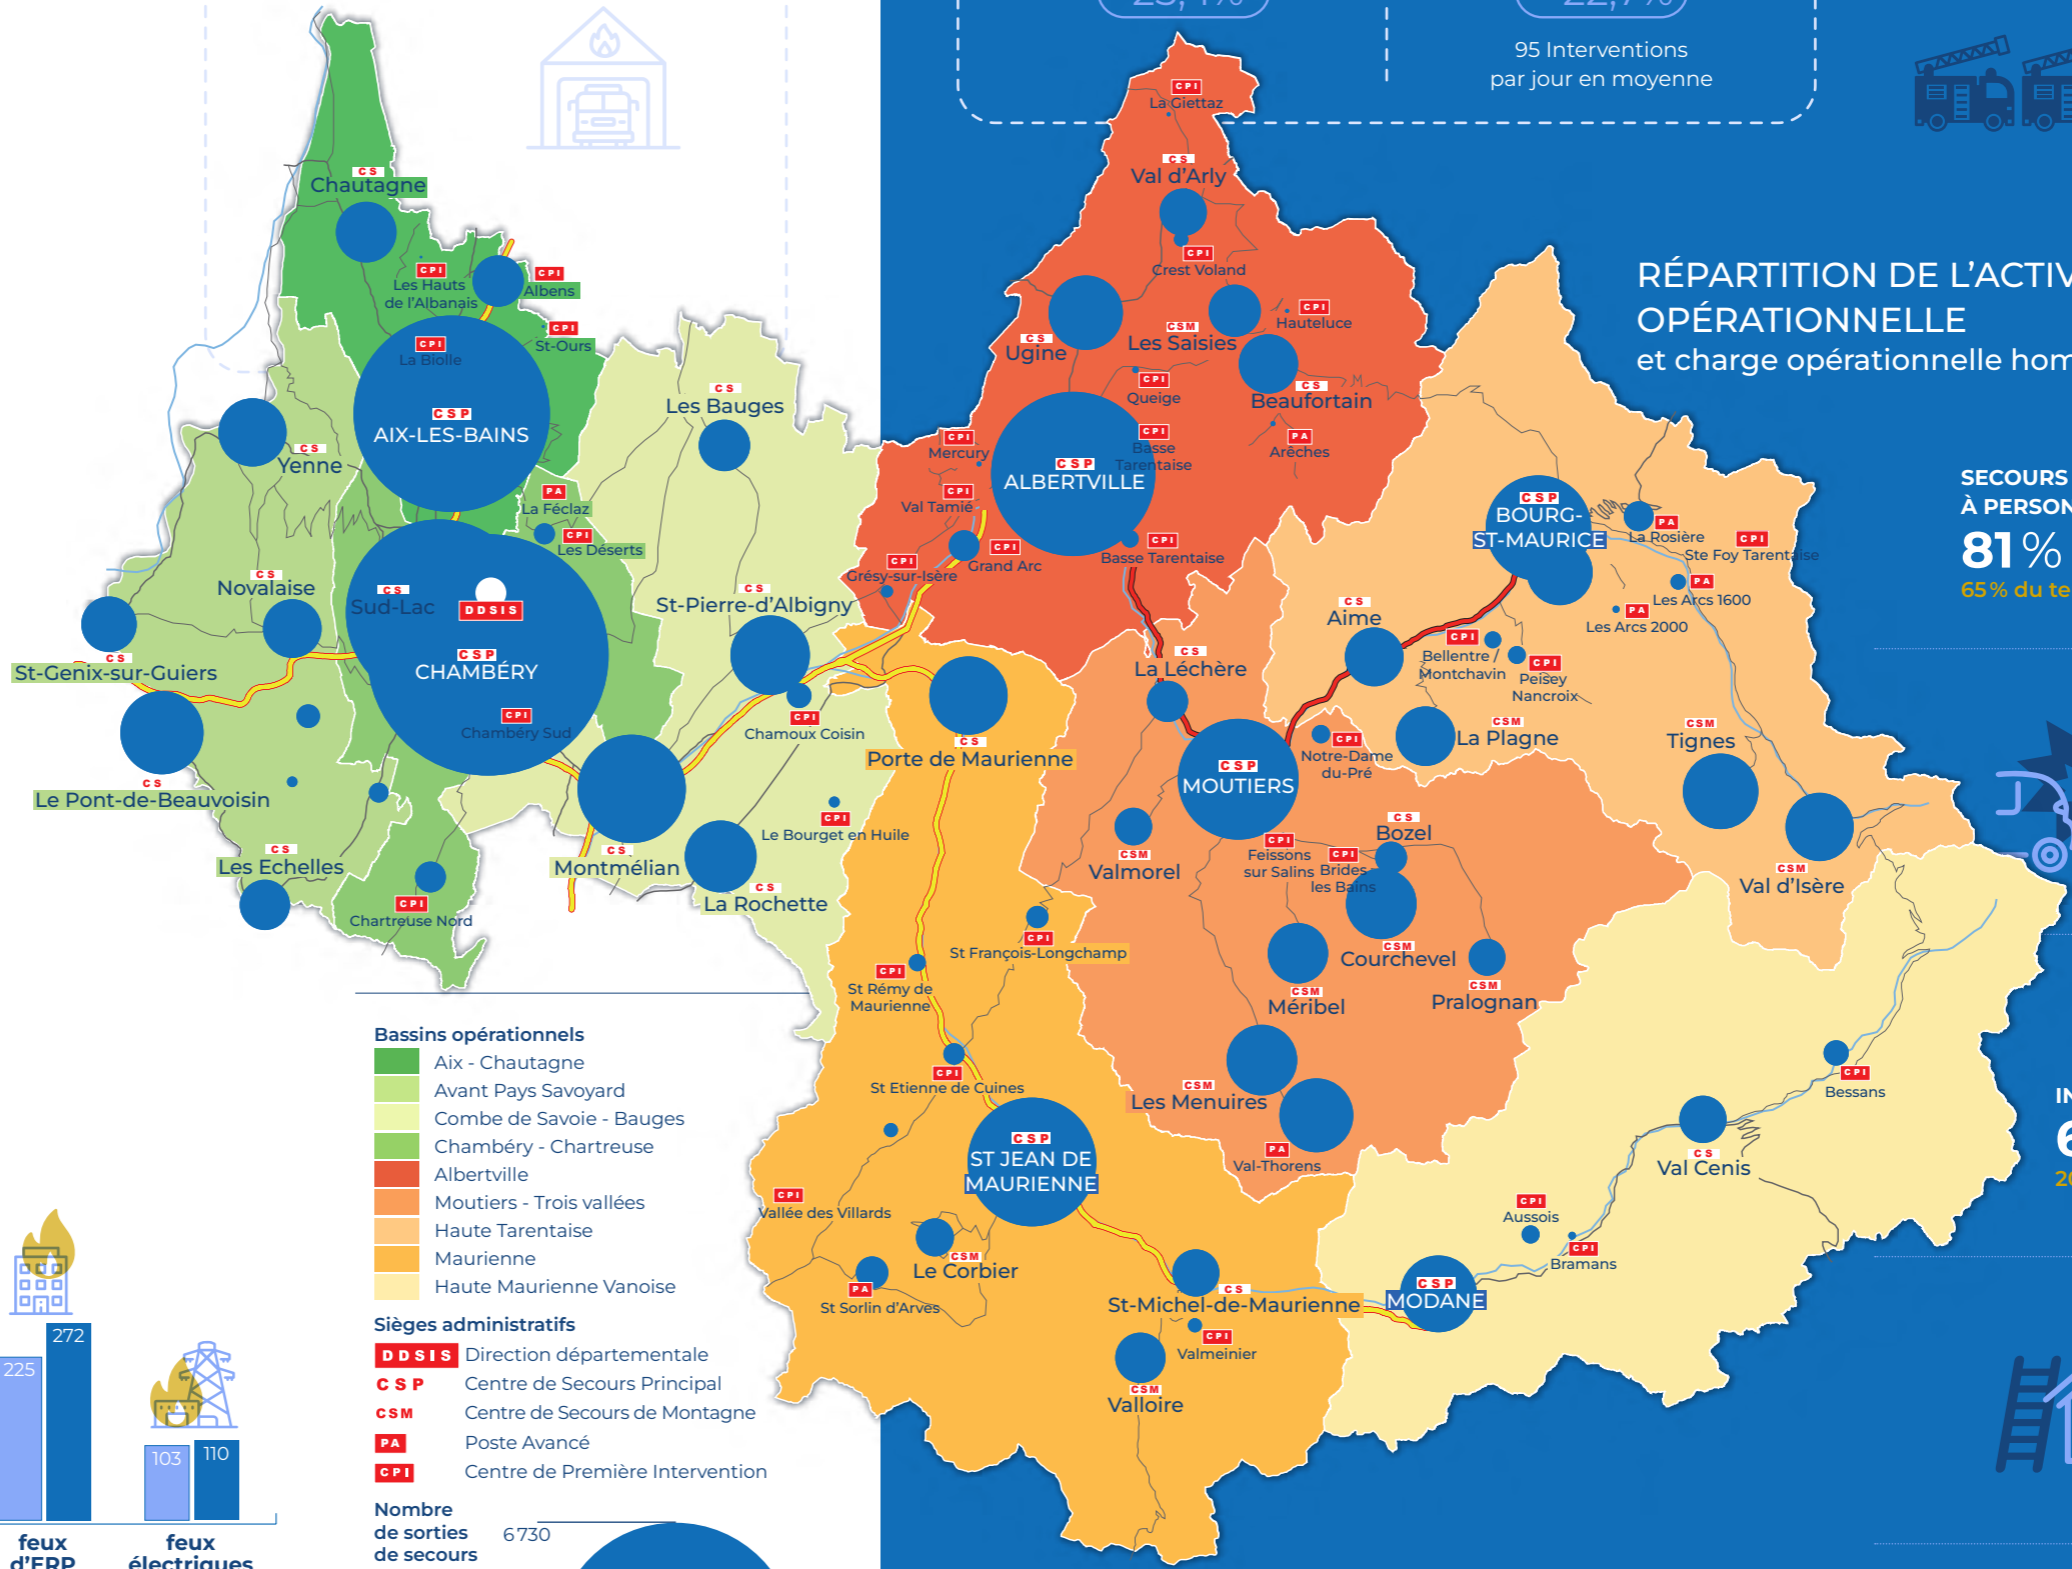 95 Interventions
par jour en moyenne
RÉPARTITION DE L'ACTIV
OPÉRATIONNELLE
et charge opérationnelle hom
SECOURS
À PERSON
81 %
65 % du te
IN
6
20
CS
Chautagne
CPI
Les Hauts
de l'Albanais
CPI
Albens
CPI
St-Ours
CPI
La Biolle
CSP
AIX-LES-BAINS
CS
Yenne
PA
La Féclaz
CPI
Les Déserts
CS
Les Bauges
CS
Novalaise
CS
Sud-Lac
DDSIS
CSP
CHAMBÉRY
CPI
Chambéry Sud
CS
St-Genix-sur-Guiers
CS
Le Pont-de-Beauvoisin
CS
Les Echelles
CPI
Chartreuse Nord
CS
St-Pierre-d'Albigny
CPI
Chamoux Coisin
CPI
Le Bourget en Huile
CS
Montmélian
CS
La Rochette
CPI
La Giettaz
CS
Val d'Arly
CPI
Crest Voland
CS
Ugine
CSM
Les Saisies
CPI
Hauteluce
CPI
Queige
CS
Beaufortain
PA
Arèches
CPI
Mercury
CPI
Val Tamié
CSP
ALBERTVILLE
CPI
Basse
Tarentaise
CPI
Basse Tarentaise
CPI
Grand Arc
CPI
Grésy-sur-Isère
CSP
BOURG-
ST-MAURICE
PA
La Rosière
CPI
Ste Foy Tarentaise
PA
Les Arcs 1600
PA
Les Arcs 2000
CS
Aime
CPI
Bellentre /
Montchavin
CPI
Peisey
Nancroix
CSM
La Plagne
CSM
Tignes
CSM
Val d'Isère
CS
La Léchère
CSP
MOUTIERS
CPI
Notre-Dame
du-Pré
CSM
Valmorel
CPI
Feissons
sur Salins
CPI
Brides
les Bains
CS
Bozel
CSM
Courchevel
CSM
Méribel
CSM
Pralognan
CSM
Les Menuires
PA
Val-Thorens
CS
Porte de Maurienne
CPI
St François-Longchamp
CPI
St Rémy de
Maurienne
CPI
St Etienne de Cuines
CSP
ST JEAN DE
MAURIENNE
CPI
Vallée des Villards
CSM
Le Corbier
PA
St Sorlin d'Arves
CS
St-Michel-de-Maurienne
CPI
Valmeinier
CSM
Valloire
CSP
MODANE
CPI
Aussois
CPI
Bramans
CS
Val Cenis
CPI
Bessans
Bassins opérationnels
Aix - Chautagne
Avant Pays Savoyard
Combe de Savoie - Bauges
Chambéry - Chartreuse
Albertville
Moutiers - Trois vallées
Haute Tarentaise
Maurienne
Haute Maurienne Vanoise
Sièges administratifs
DDSIS Direction départementale
CSP Centre de Secours Principal
CSM Centre de Secours de Montagne
PA Poste Avancé
CPI Centre de Première Intervention
Nombre
de sorties
de secours
6 730
225
272
103
110
feux
d'ERP
feux
électriques